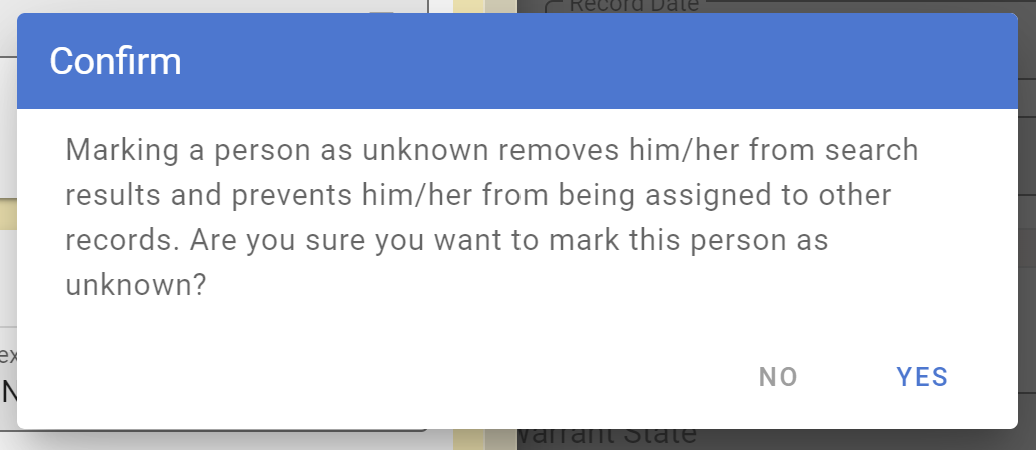 Record Date
Confirm
Marking a person as unknown removes him/her from search
results and prevents him/her from being assigned to other
records. Are you sure you want to mark this person as
unknown?
NO
YES
State